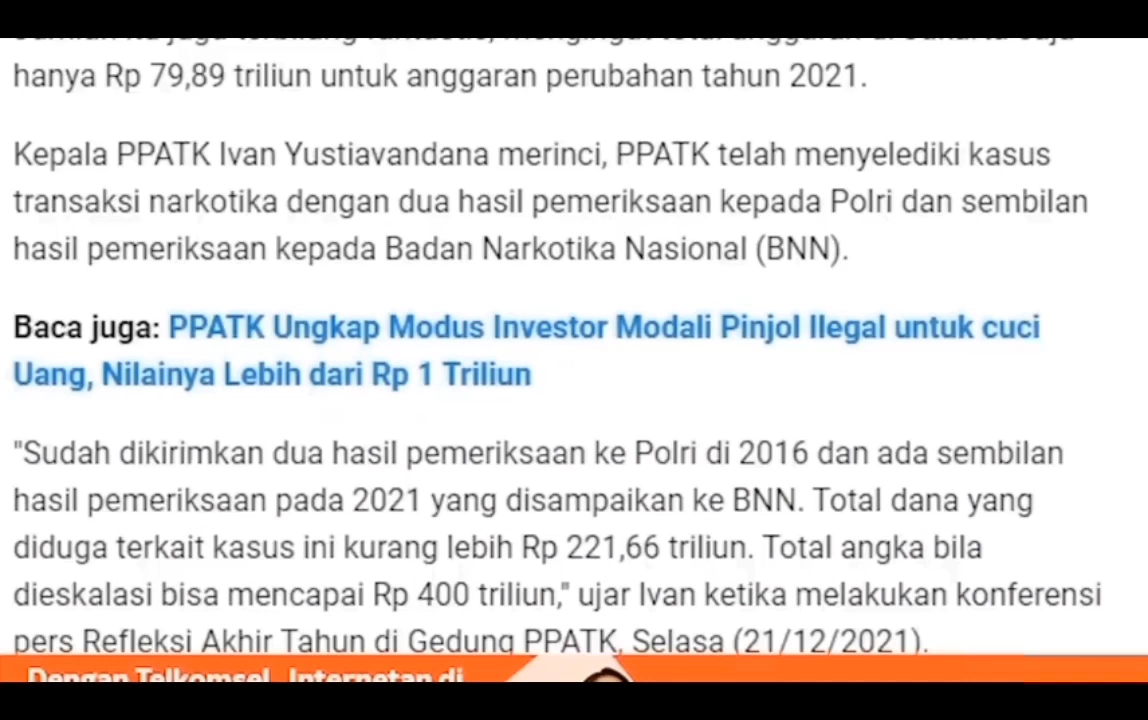 hanya Rp 79,89 triliun untuk anggaran perubahan tahun 2021.
Kepala PPATK Ivan Yustiavandana merinci, PPATK telah menyelediki kasus
transaksi narkotika dengan dua hasil pemeriksaan kepada Polri dan sembilan
hasil pemeriksaan kepada Badan Narkotika Nasional (BNN).
Baca juga: PPATK Ungkap Modus Investor Modali Pinjol Ilegal untuk cuci
Uang, Nilainya Lebih dari Rp 1 Triliun
"Sudah dikirimkan dua hasil pemeriksaan ke Polri di 2016 dan ada sembilan
hasil pemeriksaan pada 2021 yang disampaikan ke BNN. Total dana yang
diduga terkait kasus ini kurang lebih Rp 221,66 triliun. Total angka bila
dieskalasi bisa mencapai Rp 400 triliun," ujar Ivan ketika melakukan konferensi
pers Refleksi Akhir Tahun di Gedung PPATK, Selasa (21/12/2021).
Dengan Telkomsel, Internetan di